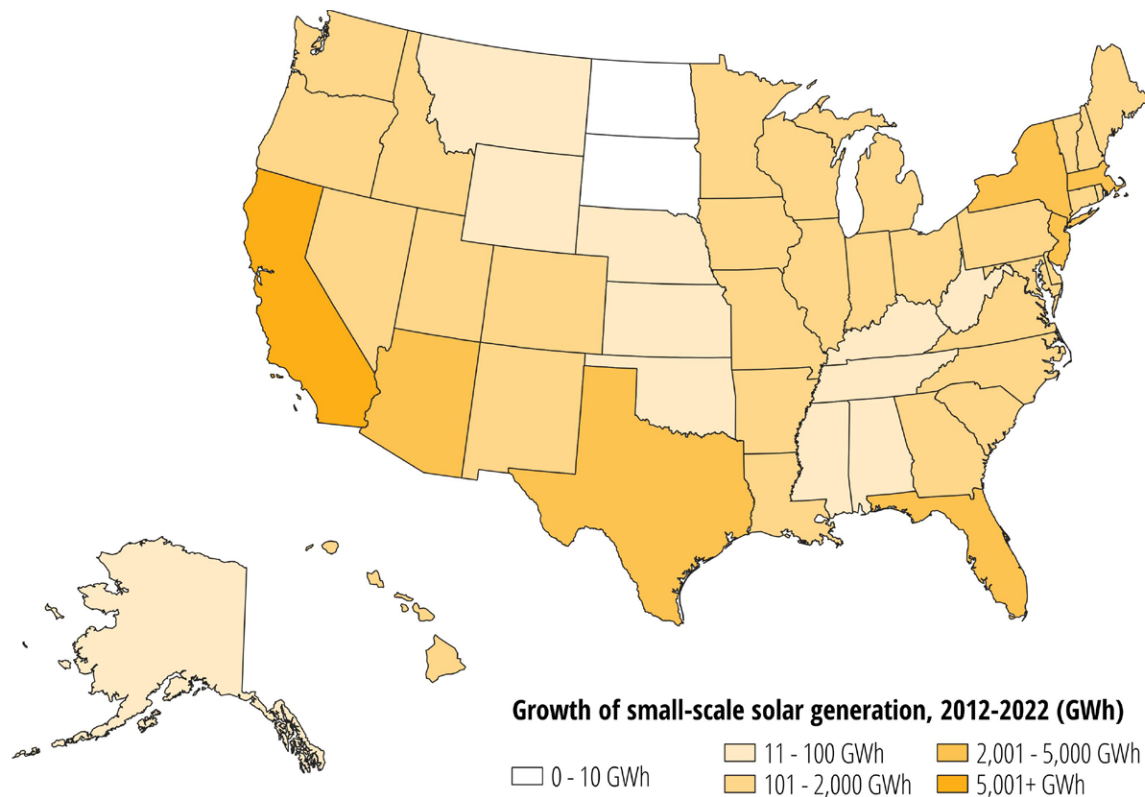 Growth of small-scale solar generation, 2012-2022 (GWh)
0 - 10 GWh
11 - 100 GWh
101 - 2,000 GWh
2,001 - 5,000 GWh
5,001+ GWh